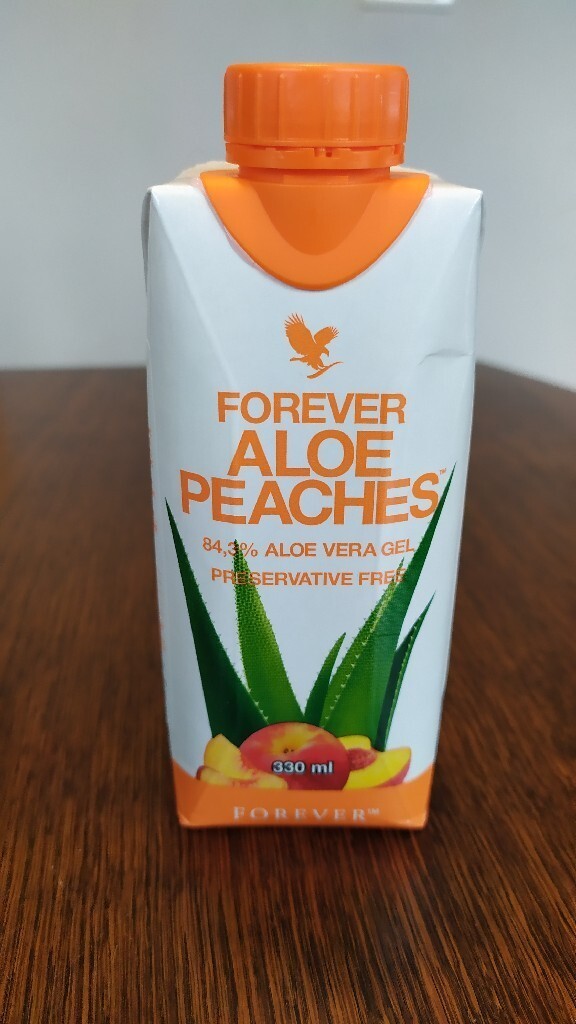 FOREVER
ALOE
PEACHES™
84,3% ALOE VERA GEL
PRESERVATIVE FREE
330 ml
FOREVER™